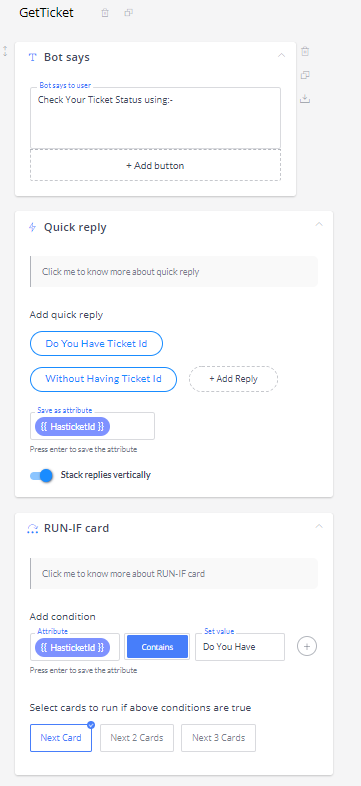 GetTicket
Bot says
Bot says to user
Check Your Ticket Status using:-
+ Add button
Quick reply
Click me to know more about quick reply
Add quick reply
Do You Have Ticket Id
Without Having Ticket Id
+ Add Reply
Save as attribute
{{ HasticketId }}
Press enter to save the attribute
Stack replies vertically
RUN-IF card
Click me to know more about RUN-IF card
Add condition
Attribute
Set value
{{ HasticketId }}
Contains
Do You Have
Press enter to save the attribute
Select cards to run if above conditions are true
Next Card
Next 2 Cards
Next 3 Cards